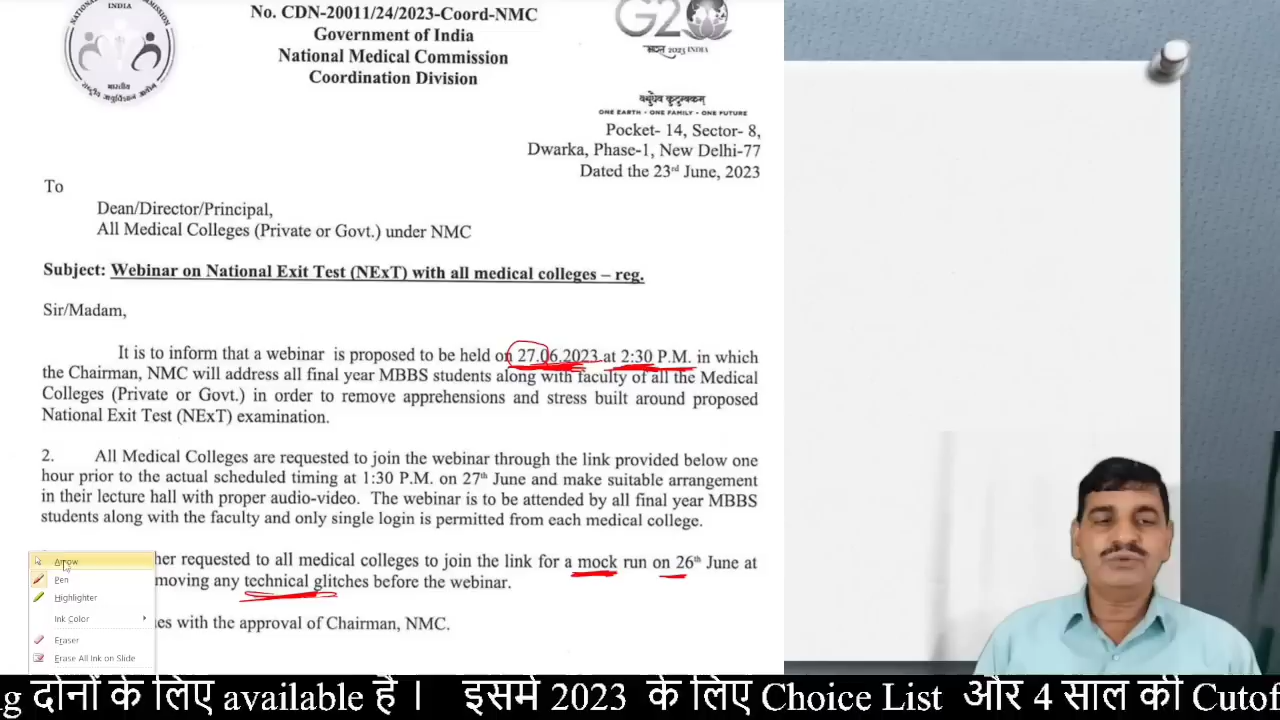 INDIA
No. CDN-20011/24/2023-Coord-NMC
Government of India
National Medical Commission
Coordination Division
G20
भारत 2023 INDIA
वसुधैव कुटुम्बकम्
ONE EARTH • ONE FAMILY • ONE FUTURE
Pocket- 14, Sector- 8,
Dwarka, Phase-1, New Delhi-77
Dated the 23rd June, 2023
To
Dean/Director/Principal,
All Medical Colleges (Private or Govt.) under NMC
Subject: Webinar on National Exit Test (NExT) with all medical colleges – reg.
Sir/Madam,
It is to inform that a webinar is proposed to be held on 27.06.2023 at 2:30 P.M. in which
the Chairman, NMC will address all final year MBBS students along with faculty of all the Medical
Colleges (Private or Govt.) in order to remove apprehensions and stress built around proposed
National Exit Test (NExT) examination.
2. All Medical Colleges are requested to join the webinar through the link provided below one
hour prior to the actual scheduled timing at 1:30 P.M. on 27th June and make suitable arrangement
in their lecture hall with proper audio-video. The webinar is to be attended by all final year MBBS
students along with the faculty and only single login is permitted from each medical college.
her requested to all medical colleges to join the link for a mock run on 26th June at
moving any technical glitches before the webinar.
es with the approval of Chairman, NMC.
Arrow
Pen
Highlighter
Ink Color
Eraser
Erase All Ink on Slide
g दोनों के लिए available है । इसमें 2023 के लिए Choice List और 4 साल की Cutof